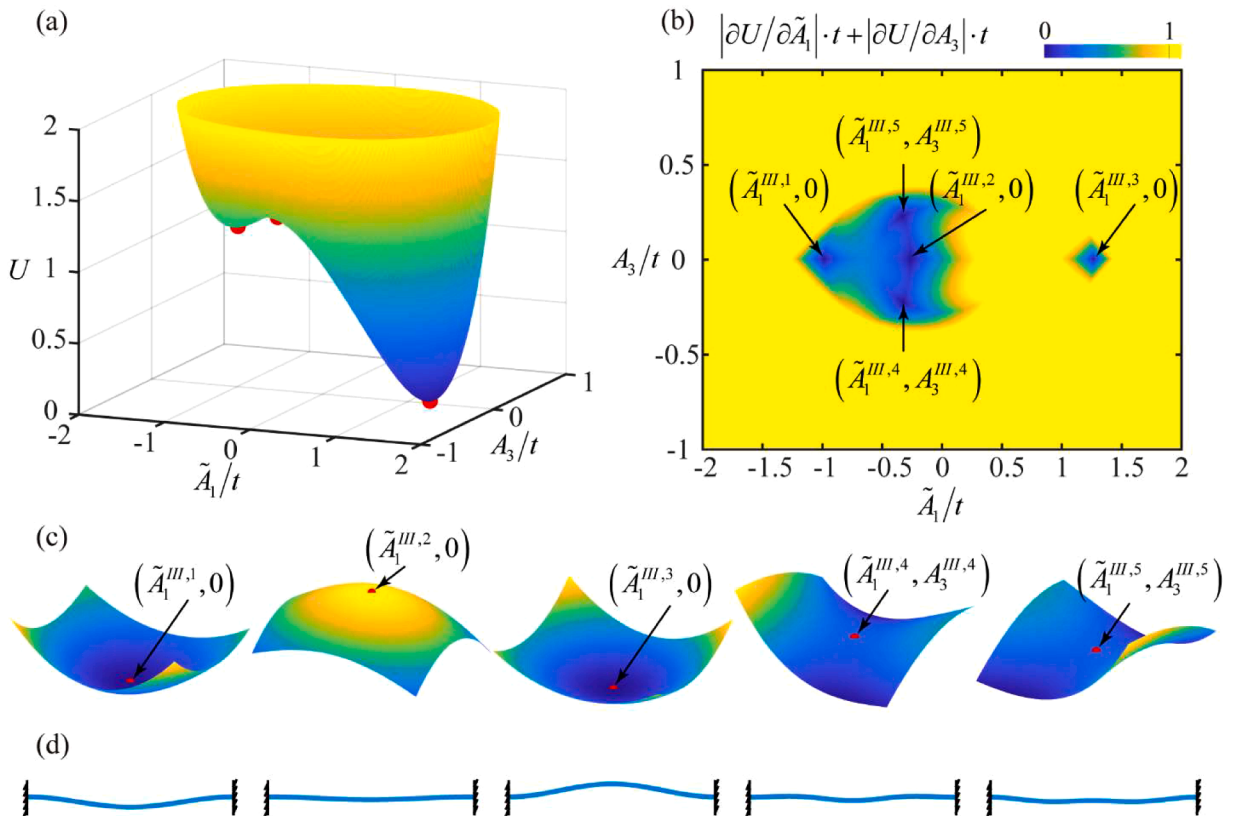 (a)
2
1.5
U 1
0.5
0
-2
-1
0
1
2
Ã₁/t
-1
0
1
A₃/t
(b)
|∂U/∂Ã₁|·t+|∂U/∂A₃|·t
0 1
1
0.5
A₃/t 0
-0.5
-1
(Ã₁^{III,5}, A₃^{III,5})
(Ã₁^{III,1}, 0) (Ã₁^{III,2}, 0) (Ã₁^{III,3}, 0)
(Ã₁^{III,4}, A₃^{III,4})
-2 -1.5 -1 -0.5 0 0.5 1 1.5 2
Ã₁/t
(c)
(Ã₁^{III,1}, 0) (Ã₁^{III,2}, 0) (Ã₁^{III,3}, 0) (Ã₁^{III,4}, A₃^{III,4}) (Ã₁^{III,5}, A₃^{III,5})
(d)